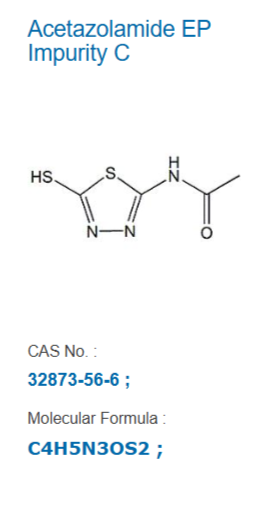 Acetazolamide EP
Impurity C
H
HS
S
N
N
N
O
CAS No. :
32873-56-6 ;
Molecular Formula :
C4H5N3OS2 ;